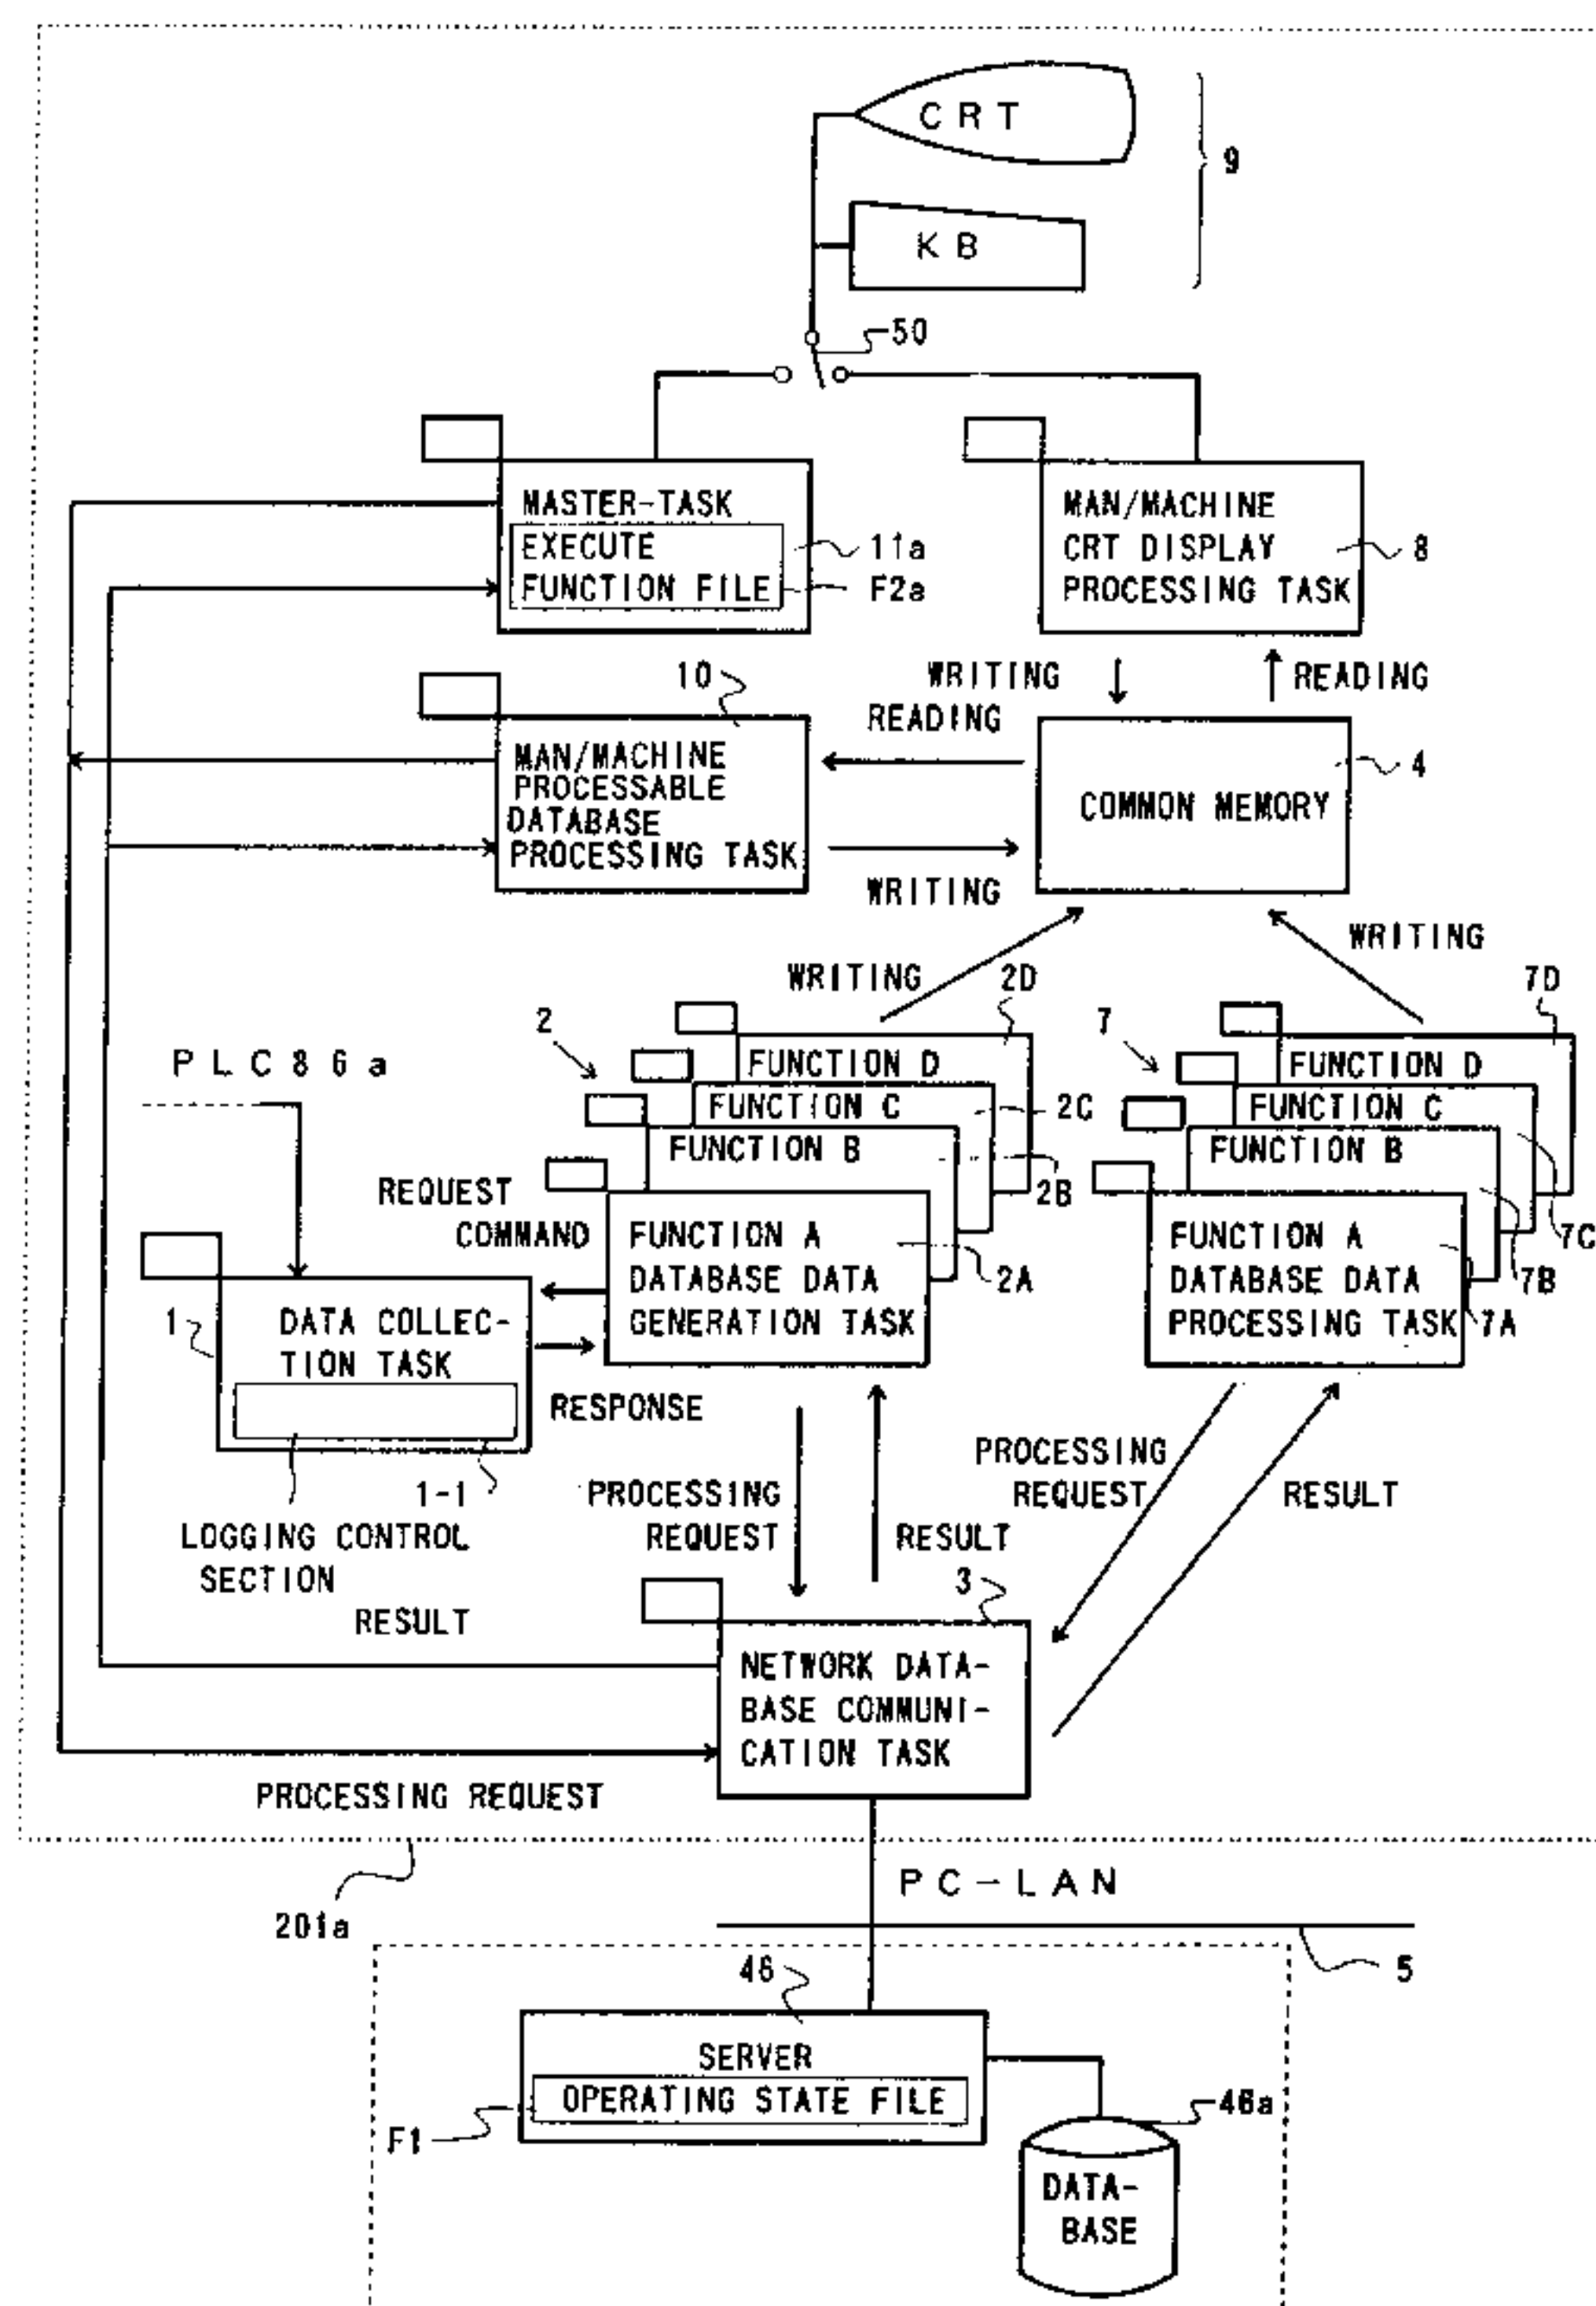 CRT
9
KB
50
MASTER-TASK
EXECUTE
FUNCTION FILE
11a
F2a
MAN/MACHINE
CRT DISPLAY
PROCESSING TASK
8
10
WRITING
READING
READING
MAN/MACHINE
PROCESSABLE
DATABASE
PROCESSING TASK
COMMON MEMORY
4
WRITING
WRITING
WRITING
2D
7D
2
7
PLC86a
FUNCTION D
FUNCTION C
2C
FUNCTION B
2B
FUNCTION D
FUNCTION C
FUNCTION B
7C
7B
REQUEST
COMMAND
FUNCTION A
DATABASE DATA
GENERATION TASK
2A
FUNCTION A
DATABASE DATA
PROCESSING TASK
7A
1
DATA COLLEC-
TION TASK
RESPONSE
1-1
LOGGING CONTROL
SECTION
PROCESSING
REQUEST
RESULT
PROCESSING
REQUEST
RESULT
3
RESULT
NETWORK DATA-
BASE COMMUNI-
CATION TASK
PROCESSING REQUEST
PC-LAN
201a
5
46
SERVER
OPERATING STATE FILE
F1
46a
DATA-
BASE